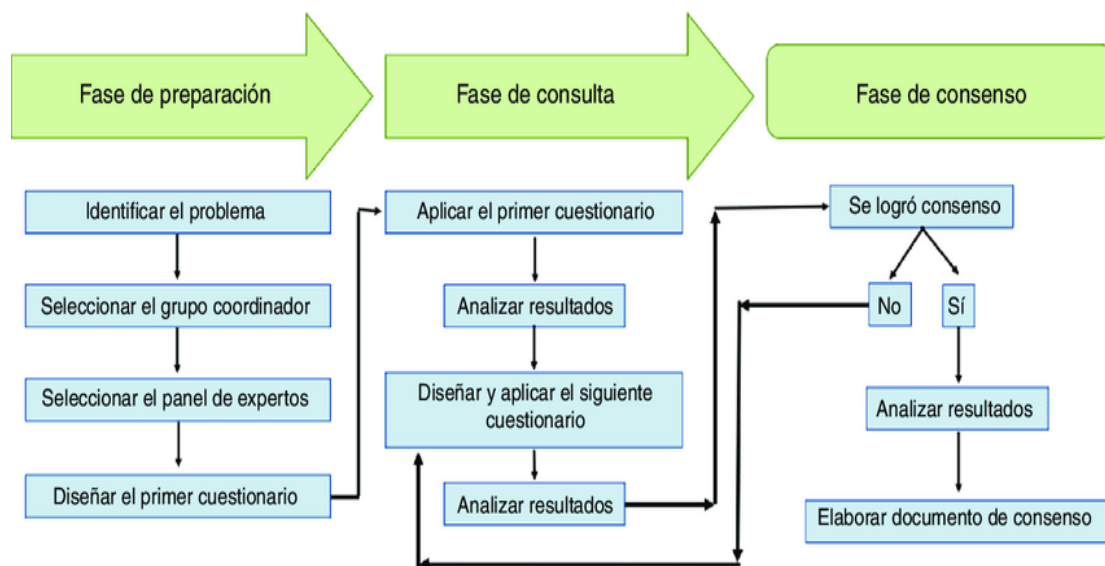 Fase de preparación
Fase de consulta
Fase de consenso
Identificar el problema
Seleccionar el grupo coordinador
Seleccionar el panel de expertos
Diseñar el primer cuestionario
Aplicar el primer cuestionario
Analizar resultados
Diseñar y aplicar el siguiente
cuestionario
Analizar resultados
Se logró consenso
No
Sí
Analizar resultados
Elaborar documento de consenso